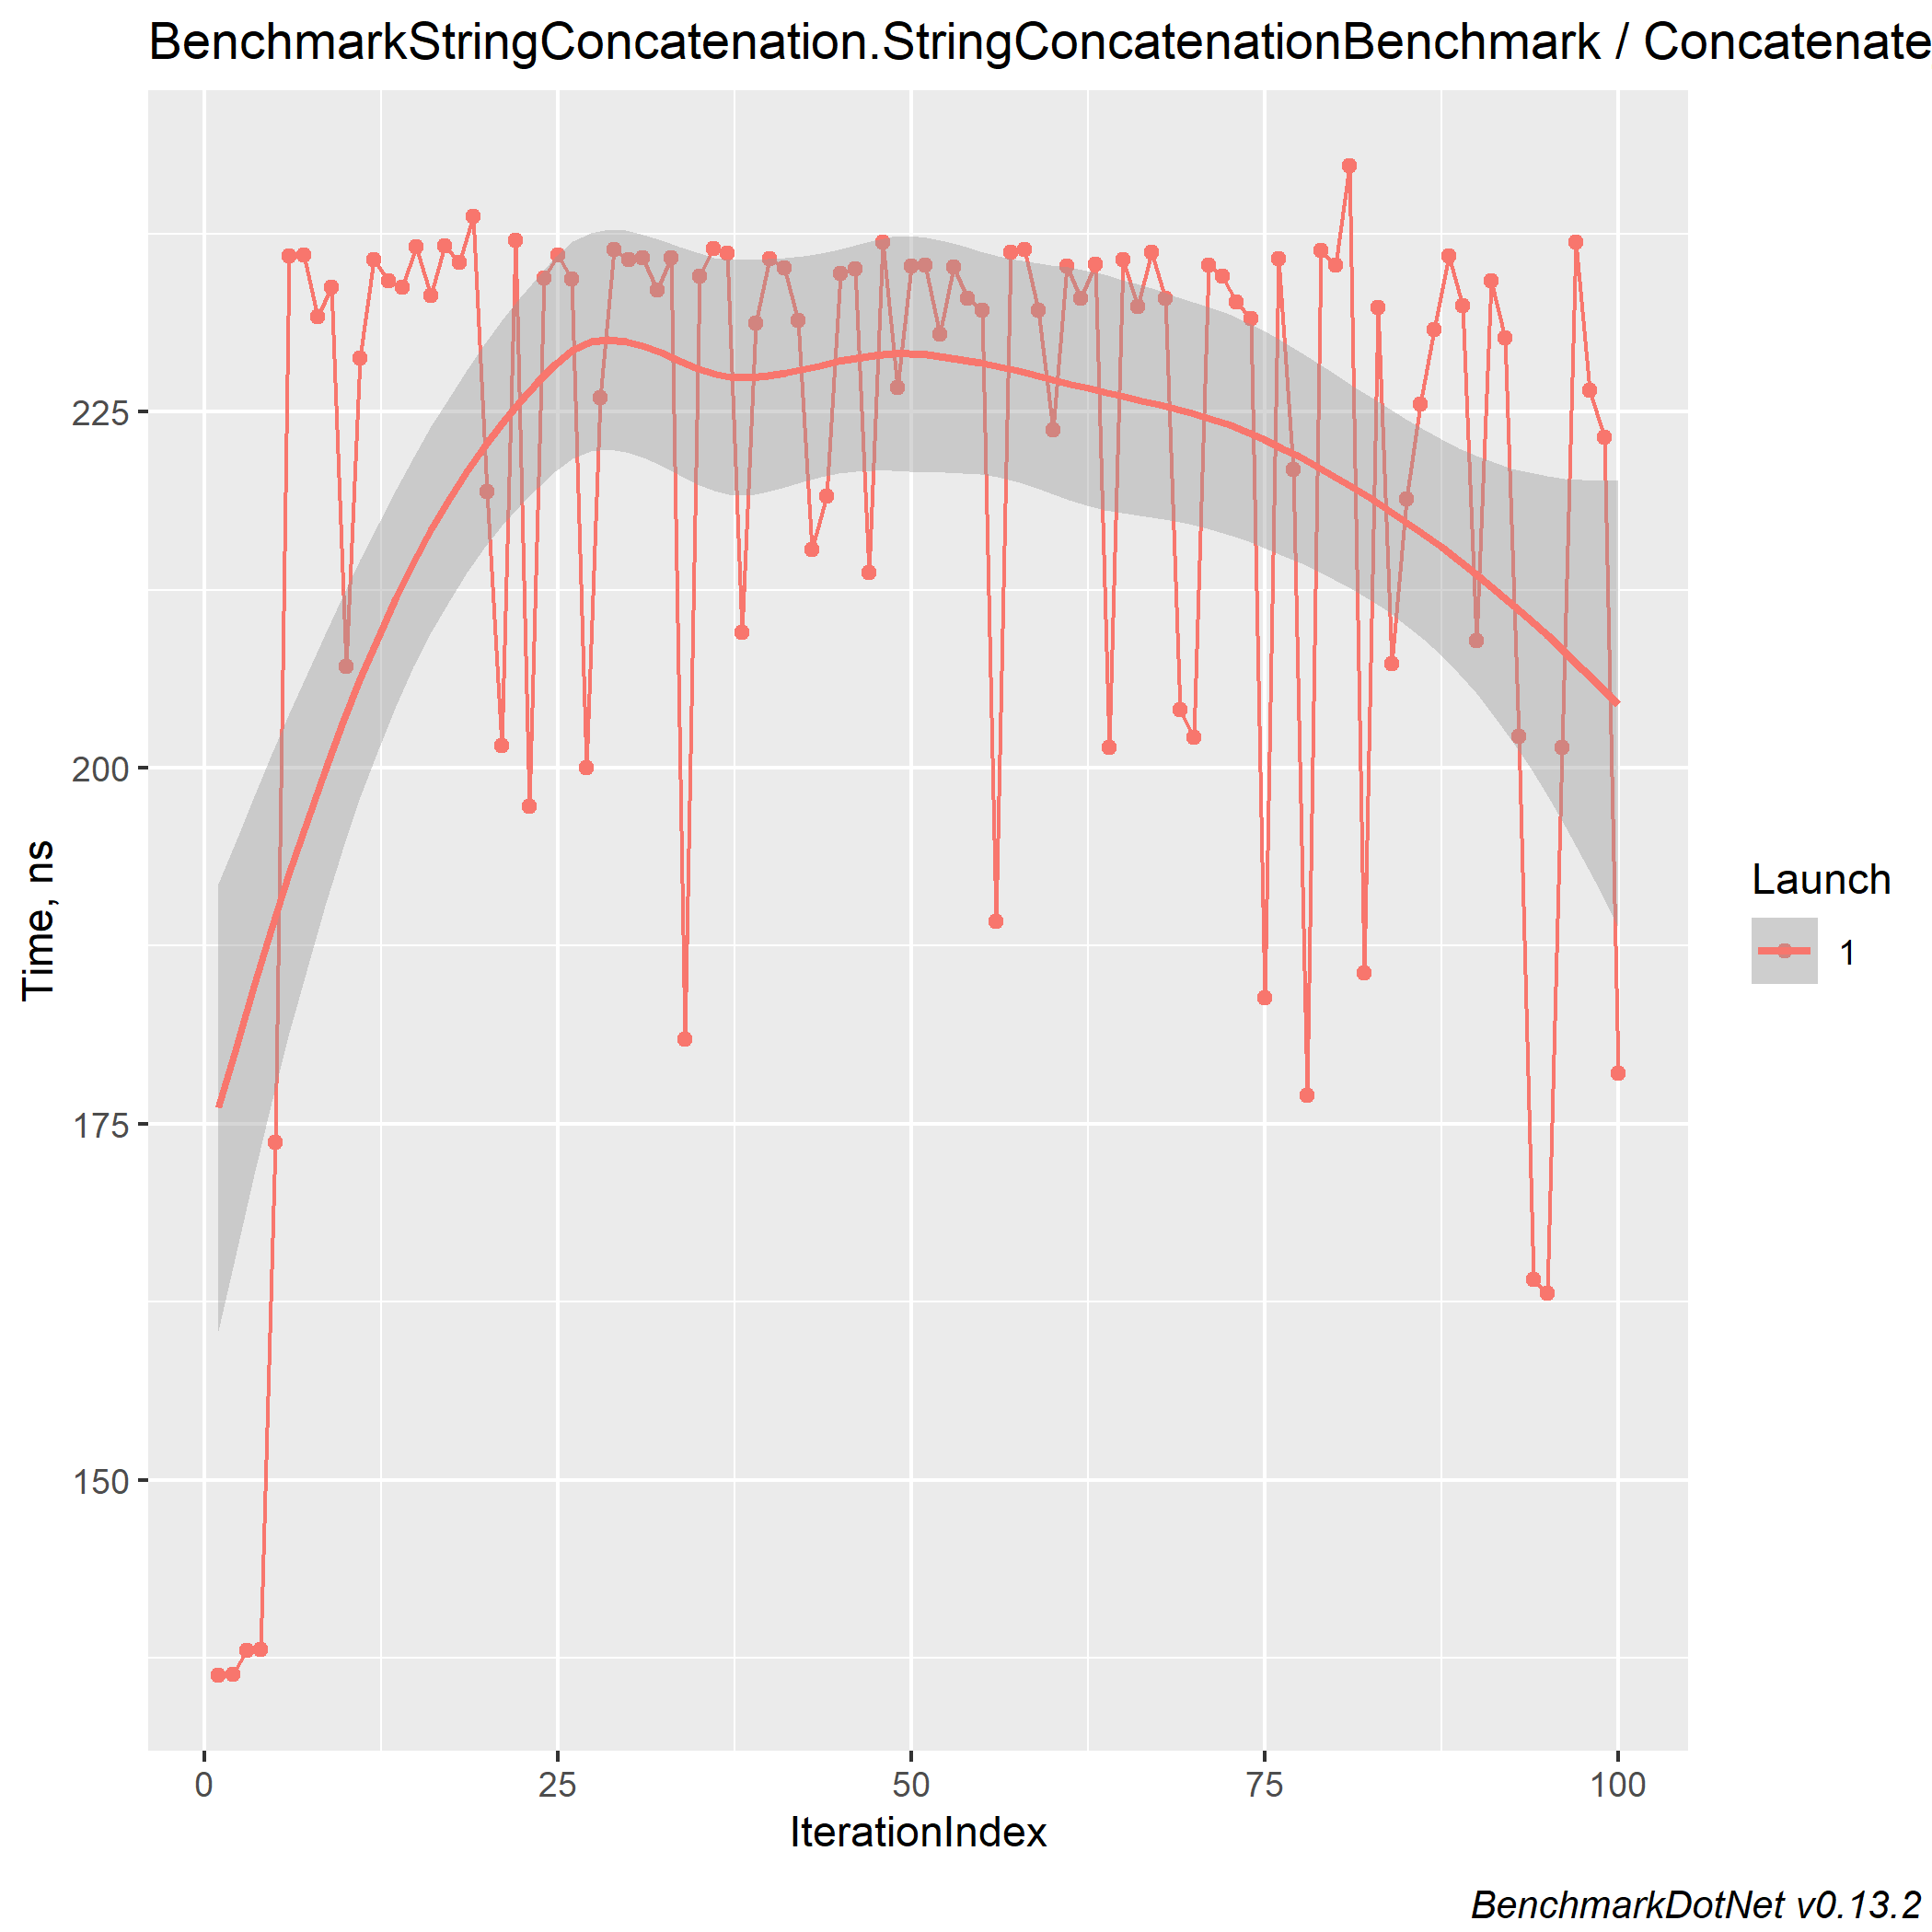 BenchmarkStringConcatenation.StringConcatenationBenchmark / Concatenate
225
200
175
150
Time, ns
0 25 50 75 100
IterationIndex
Launch
1
BenchmarkDotNet v0.13.2